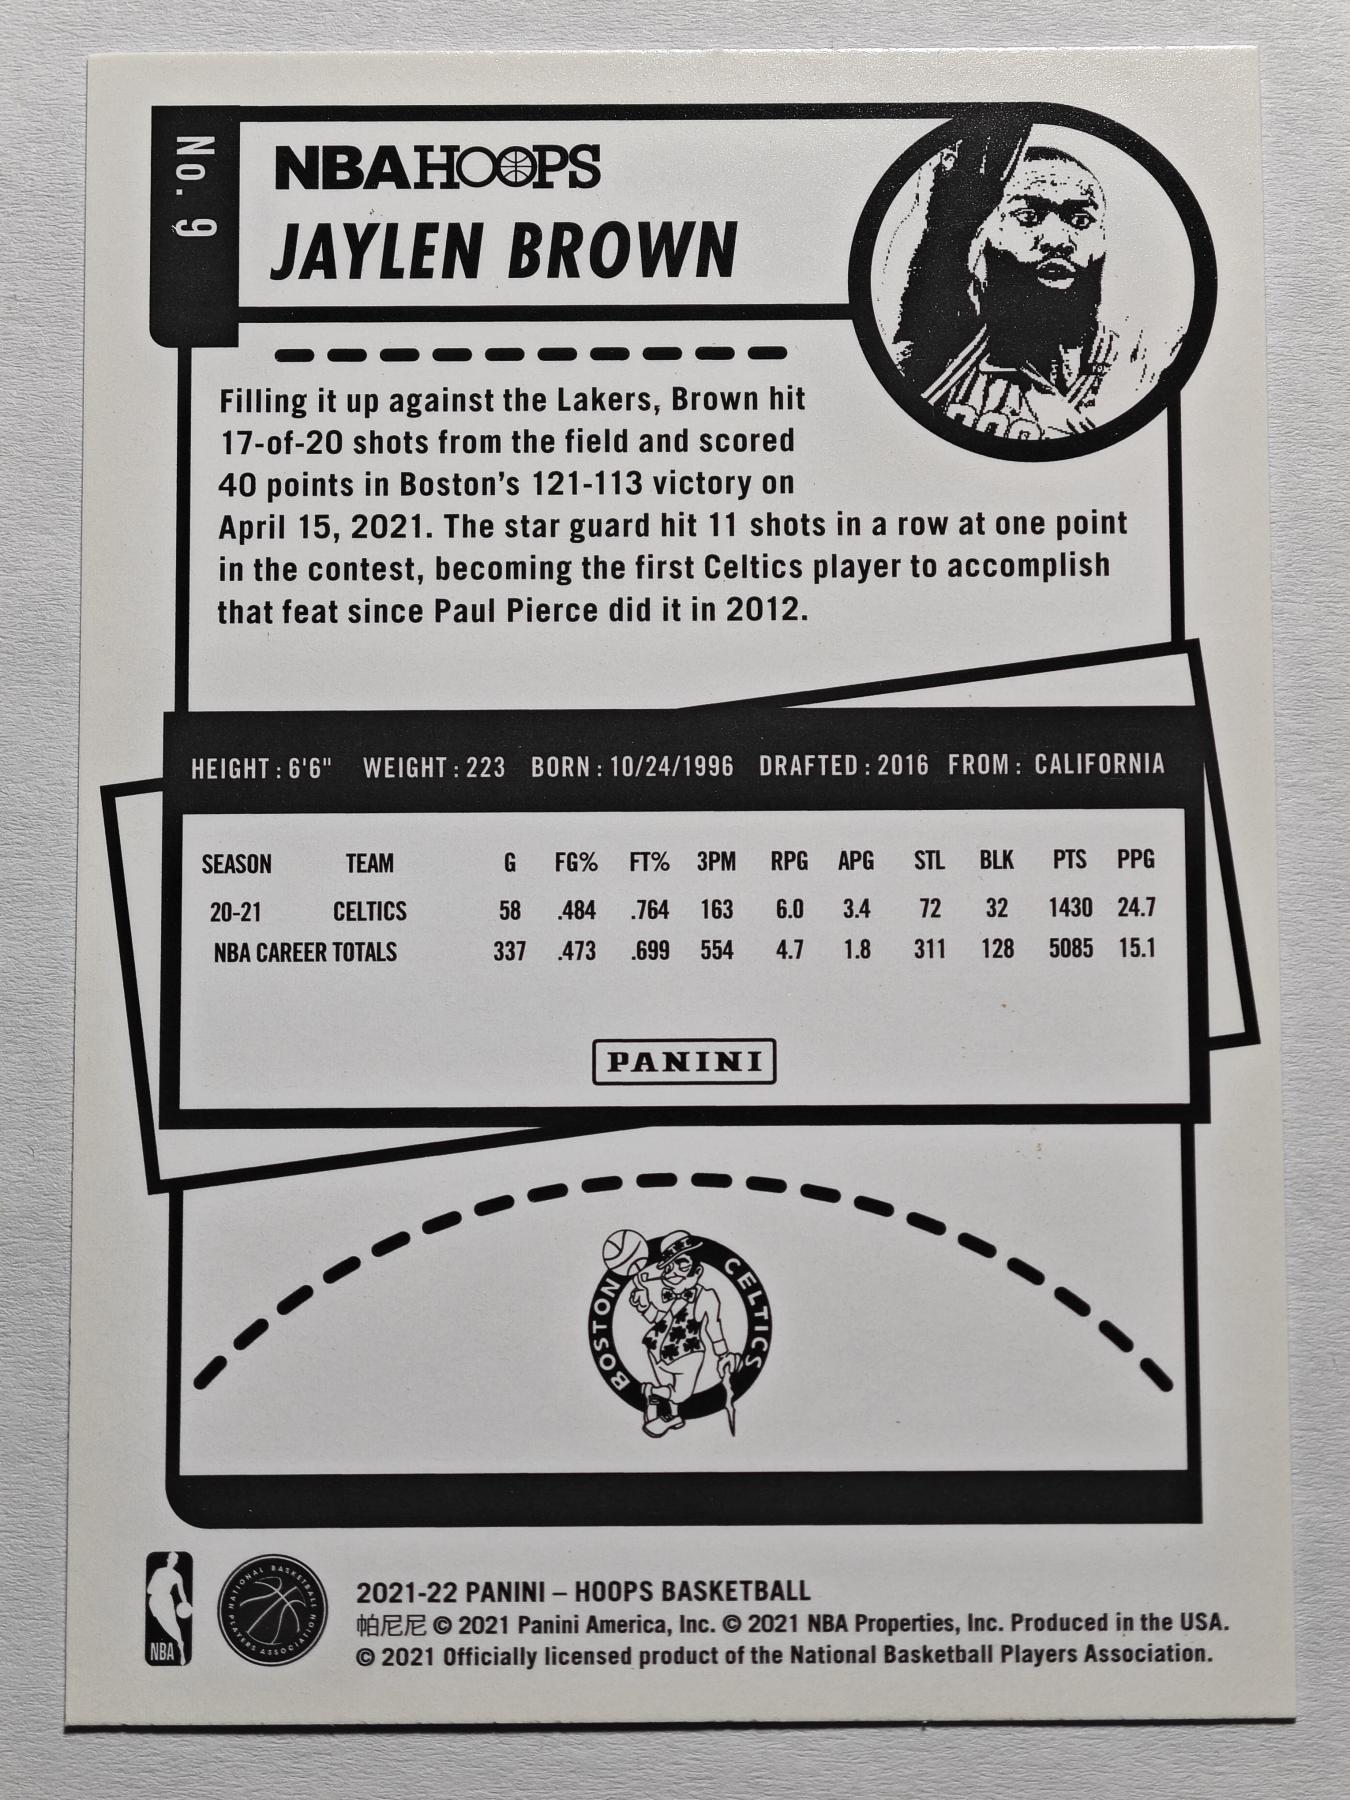 No. 9
NBA HOOPS
JAYLEN BROWN
Filling it up against the Lakers, Brown hit
17-of-20 shots from the field and scored
40 points in Boston's 121-113 victory on
April 15, 2021. The star guard hit 11 shots in a row at one point
in the contest, becoming the first Celtics player to accomplish
that feat since Paul Pierce did it in 2012.
HEIGHT: 6'6" WEIGHT: 223 BORN: 10/24/1996 DRAFTED: 2016 FROM: CALIFORNIA
SEASON TEAM G FG% FT% 3PM RPG APG STL BLK PTS PPG
20-21 CELTICS 58 .484 .764 163 6.0 3.4 72 32 1430 24.7
NBA CAREER TOTALS 337 .473 .699 554 4.7 1.8 311 128 5085 15.1
PANINI
BOSTON CELTICS
NBA
NATIONAL BASKETBALL PLAYERS ASSOCIATION
2021-22 PANINI – HOOPS BASKETBALL
帕尼尼 © 2021 Panini America, Inc. © 2021 NBA Properties, Inc. Produced in the USA.
© 2021 Officially licensed product of the National Basketball Players Association.